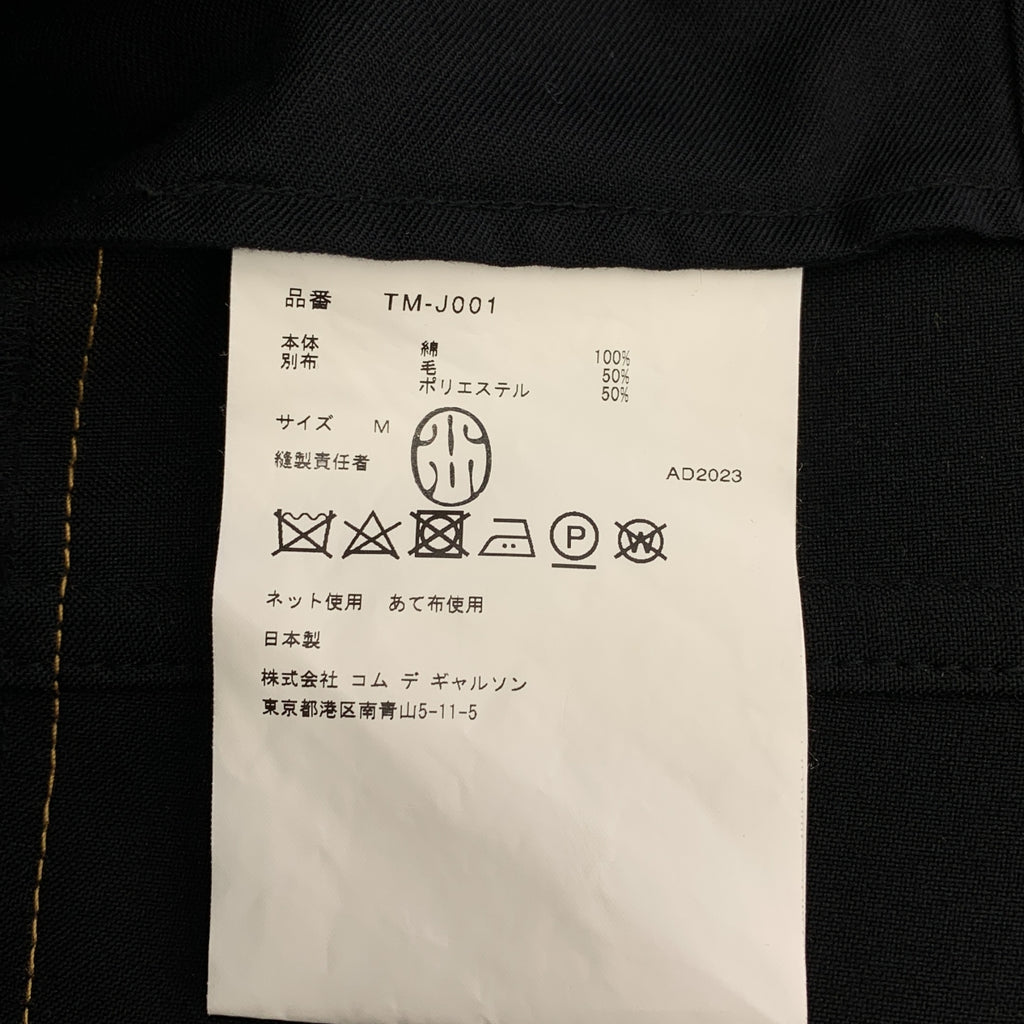 品番 TM-J001
本体 綿 100%
別布 毛 50%
ポリエステル 50%
サイズ M
縫製責任者
AD2023
P W
ネット使用 あて布使用
日本製
株式会社 コム デ ギャルソン
東京都港区南青山5-11-5